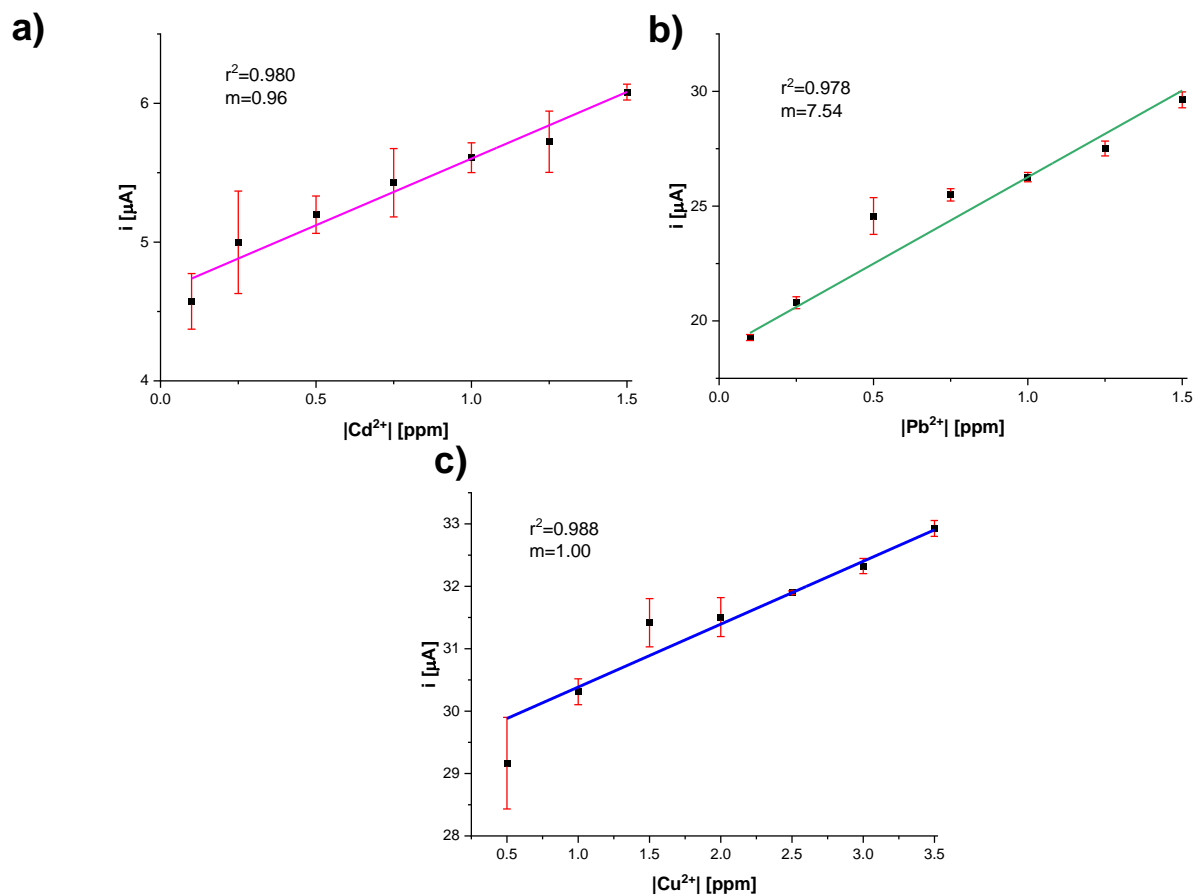 a)
r²=0.980
m=0.96
i [μA]
6
5
4
0.0 0.5 1.0 1.5
|Cd²⁺| [ppm]
b)
r²=0.978
m=7.54
i [μA]
30
25
20
0.0 0.5 1.0 1.5
|Pb²⁺| [ppm]
c)
r²=0.988
m=1.00
i [μA]
33
32
31
30
29
28
0.5 1.0 1.5 2.0 2.5 3.0 3.5
|Cu²⁺| [ppm]